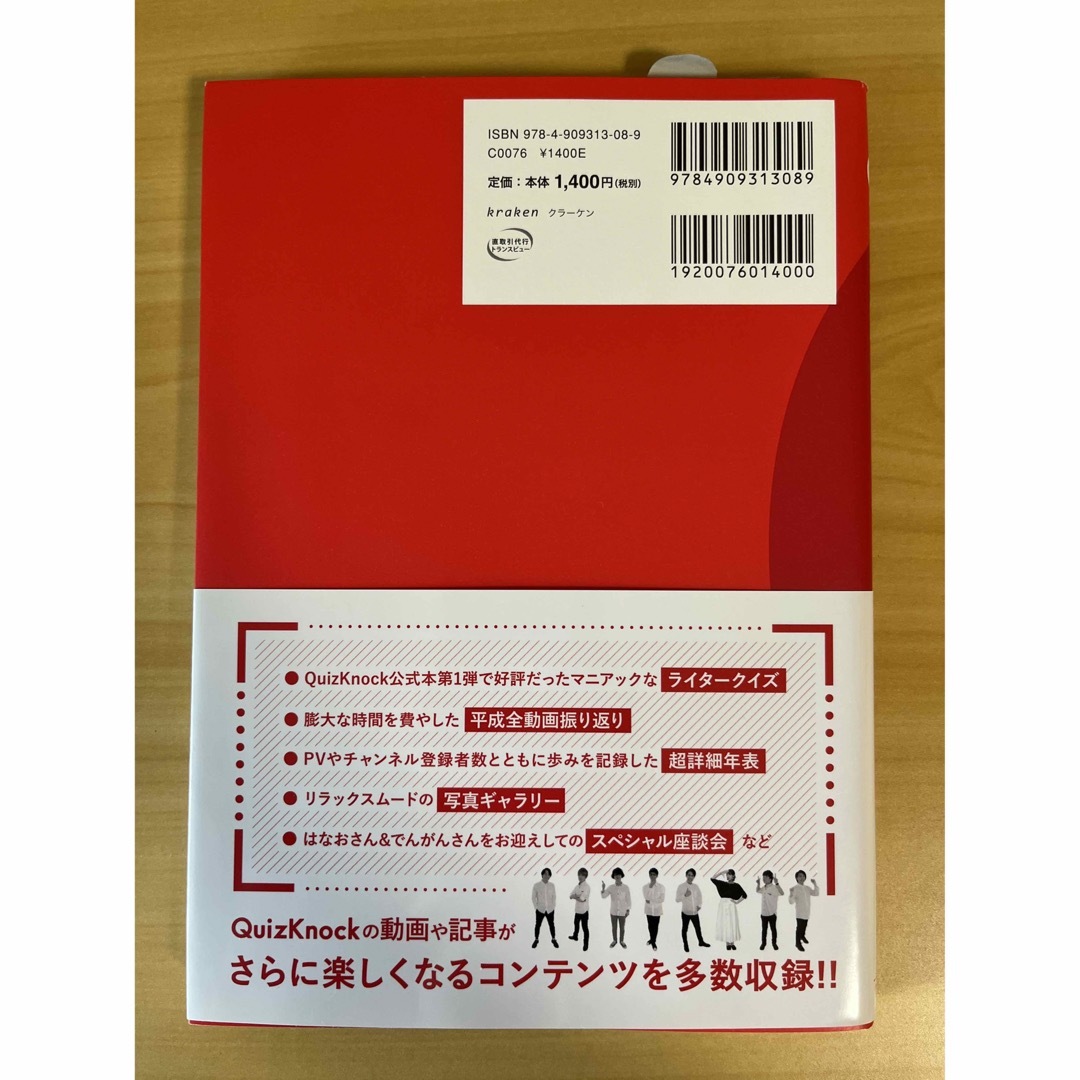 ISBN 978-4-909313-08-9
C0076 ¥1400E
定価：本体 1,400円(税別)
kraken クラーケン
直取引代行
トランスビュー
9784909313089
1920076014000
● QuizKnock公式本第1弾で好評だったマニアックな ライタークイズ
● 膨大な時間を費やした 平成全動画振り返り
● PVやチャンネル登録者数とともに歩みを記録した 超詳細年表
● リラックスムードの 写真ギャラリー
● はなおさん&でんがんさんをお迎えしての スペシャル座談会 など
QuizKnockの動画や記事が
さらに楽しくなるコンテンツを多数収録!!